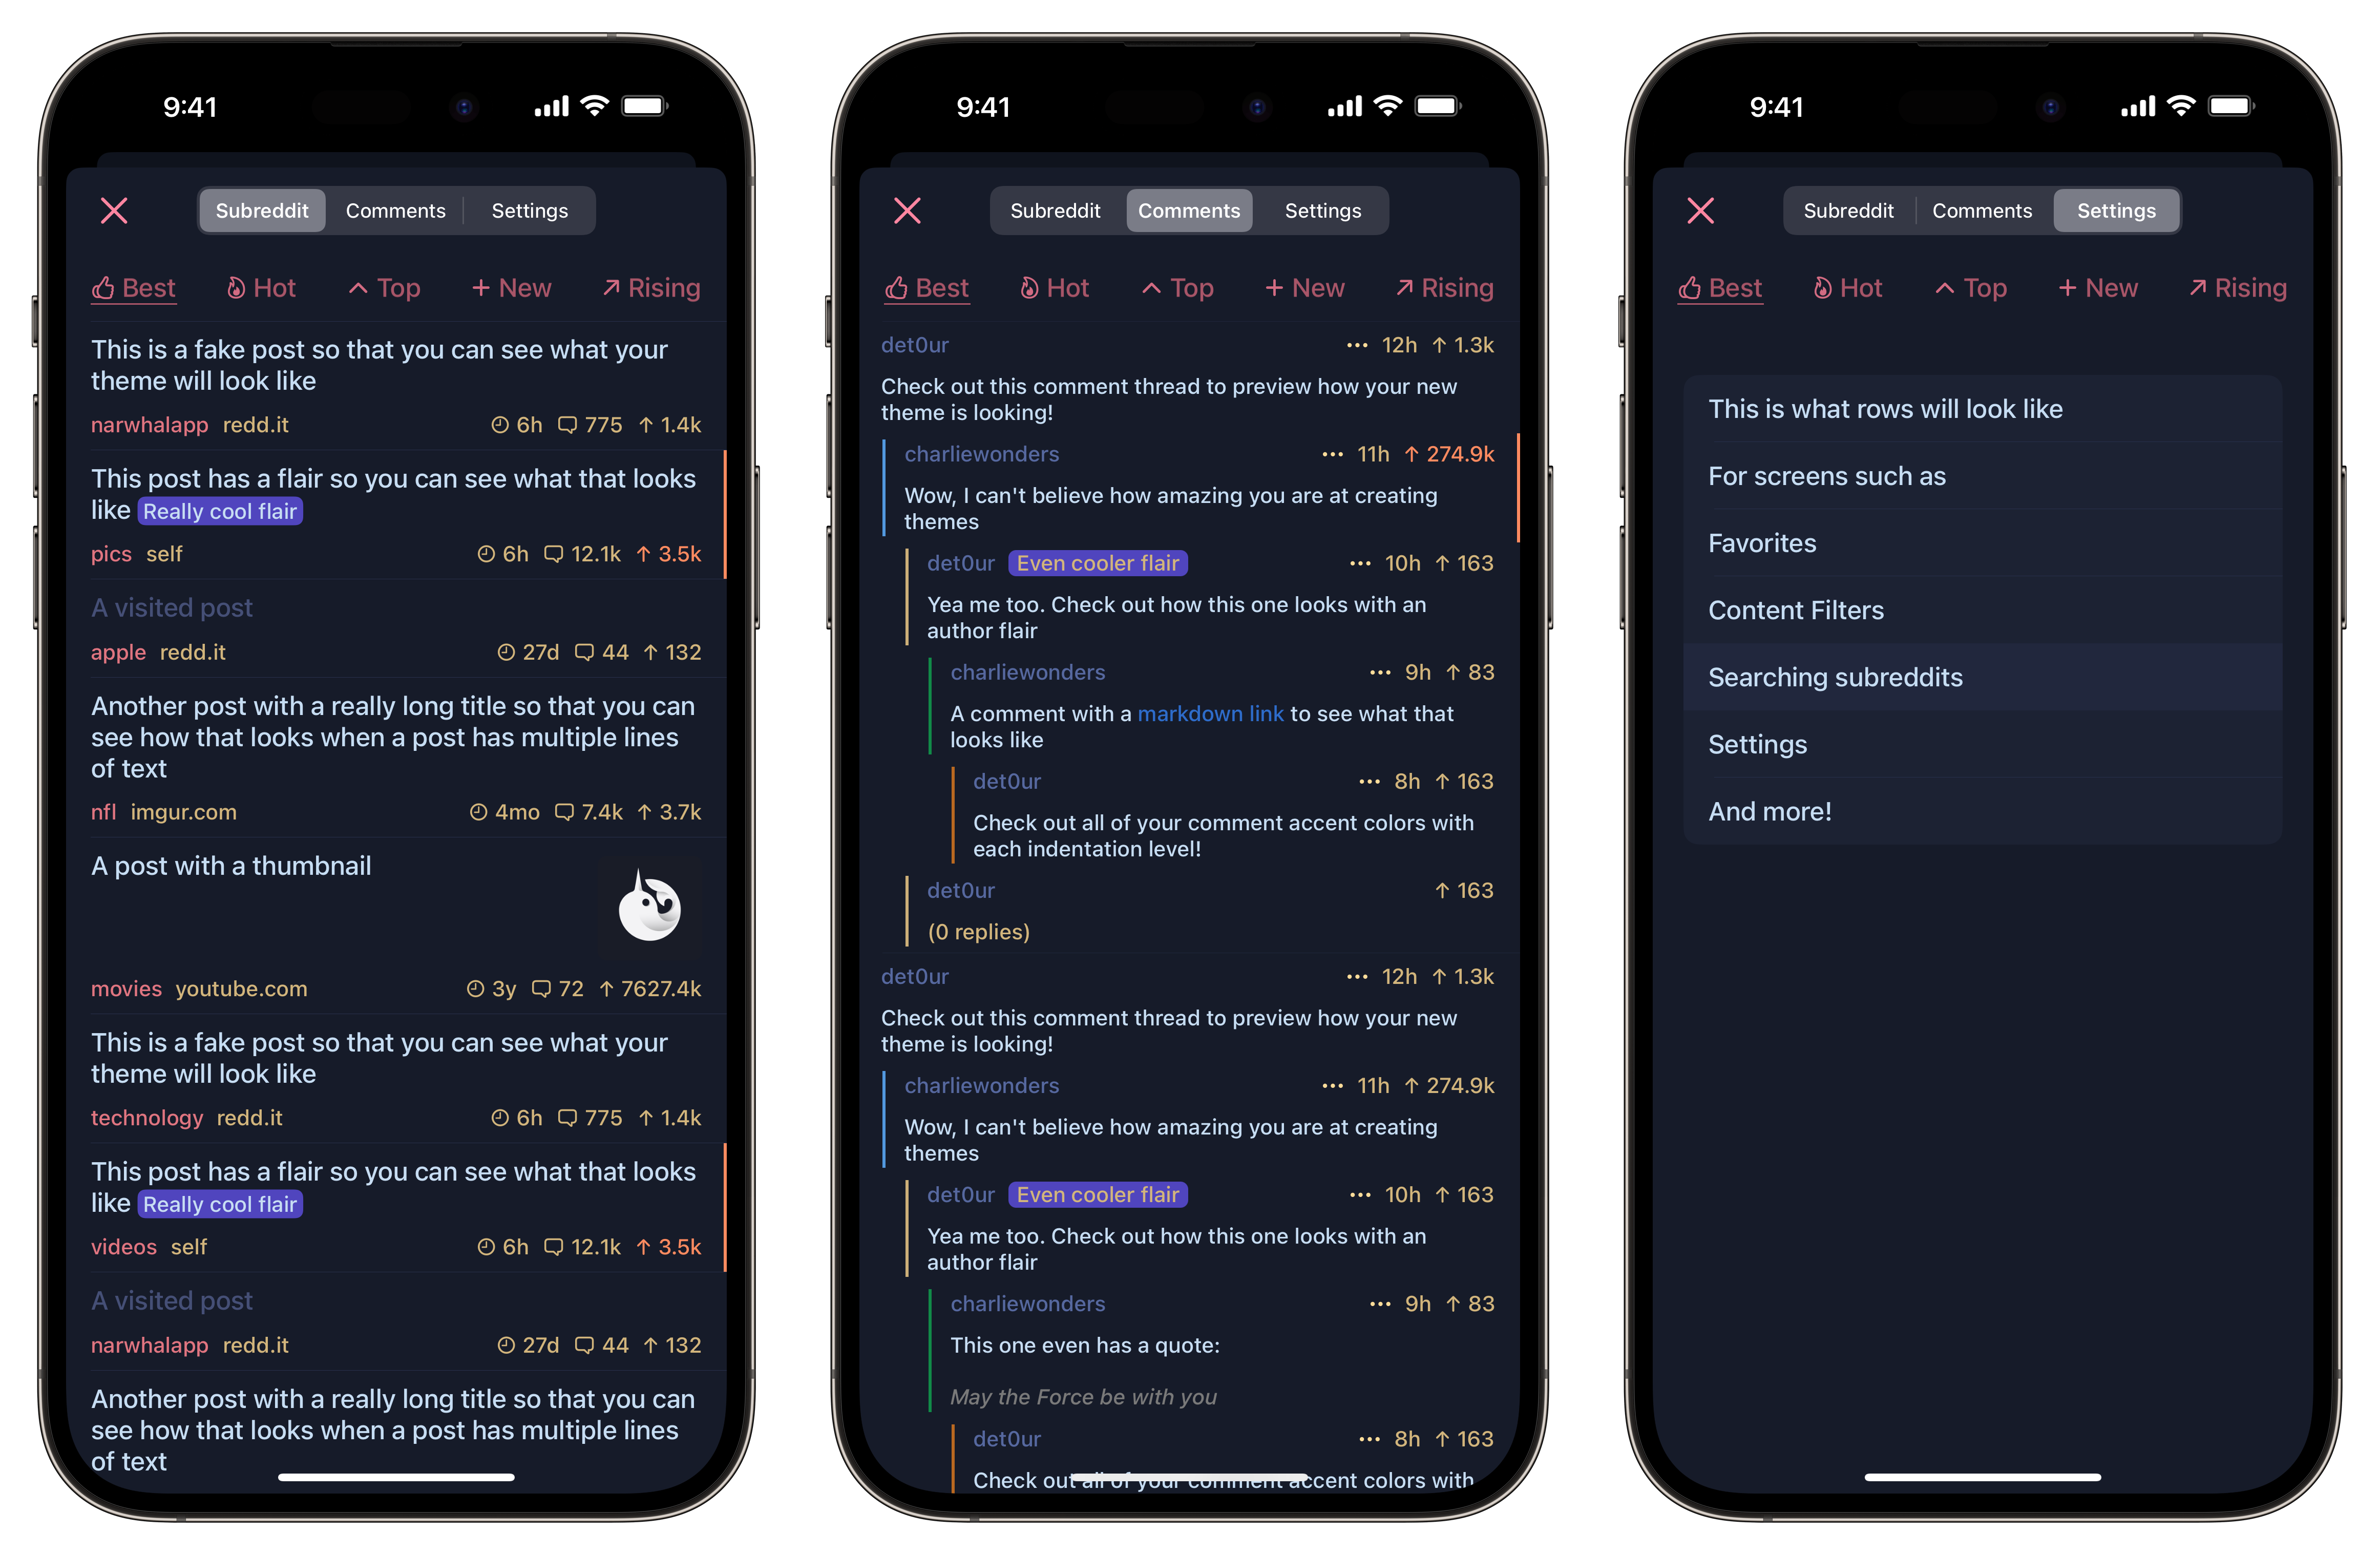 9:41
Subreddit Comments Settings
Best Hot Top New Rising
This is a fake post so that you can see what your
theme will look like
narwhalapp redd.it 6h 775 1.4k
This post has a flair so you can see what that looks
like Really cool flair
pics self 6h 12.1k 3.5k
A visited post
apple redd.it 27d 44 132
Another post with a really long title so that you can
see how that looks when a post has multiple lines
of text
nfl imgur.com 4mo 7.4k 3.7k
A post with a thumbnail
movies youtube.com 3y 72 7627.4k
This is a fake post so that you can see what your
theme will look like
technology redd.it 6h 775 1.4k
This post has a flair so you can see what that looks
like Really cool flair
videos self 6h 12.1k 3.5k
A visited post
narwhalapp redd.it 27d 44 132
Another post with a really long title so that you can
see how that looks when a post has multiple lines
of text
9:41
Subreddit Comments Settings
Best Hot Top New Rising
det0ur ••• 12h 1.3k
Check out this comment thread to preview how your new
theme is looking!
charliewonders ••• 11h 274.9k
Wow, I can't believe how amazing you are at creating
themes
det0ur Even cooler flair ••• 10h 163
Yea me too. Check out how this one looks with an
author flair
charliewonders ••• 9h 83
A comment with a markdown link to see what that
looks like
det0ur ••• 8h 163
Check out all of your comment accent colors with
each indentation level!
det0ur 163
(0 replies)
det0ur ••• 12h 1.3k
Check out this comment thread to preview how your new
theme is looking!
charliewonders ••• 11h 274.9k
Wow, I can't believe how amazing you are at creating
themes
det0ur Even cooler flair ••• 10h 163
Yea me too. Check out how this one looks with an
author flair
charliewonders ••• 9h 83
This one even has a quote:
May the Force be with you
det0ur ••• 8h 163
Check out all of your comment accent colors with
9:41
Subreddit Comments Settings
Best Hot Top New Rising
This is what rows will look like
For screens such as
Favorites
Content Filters
Searching subreddits
Settings
And more!